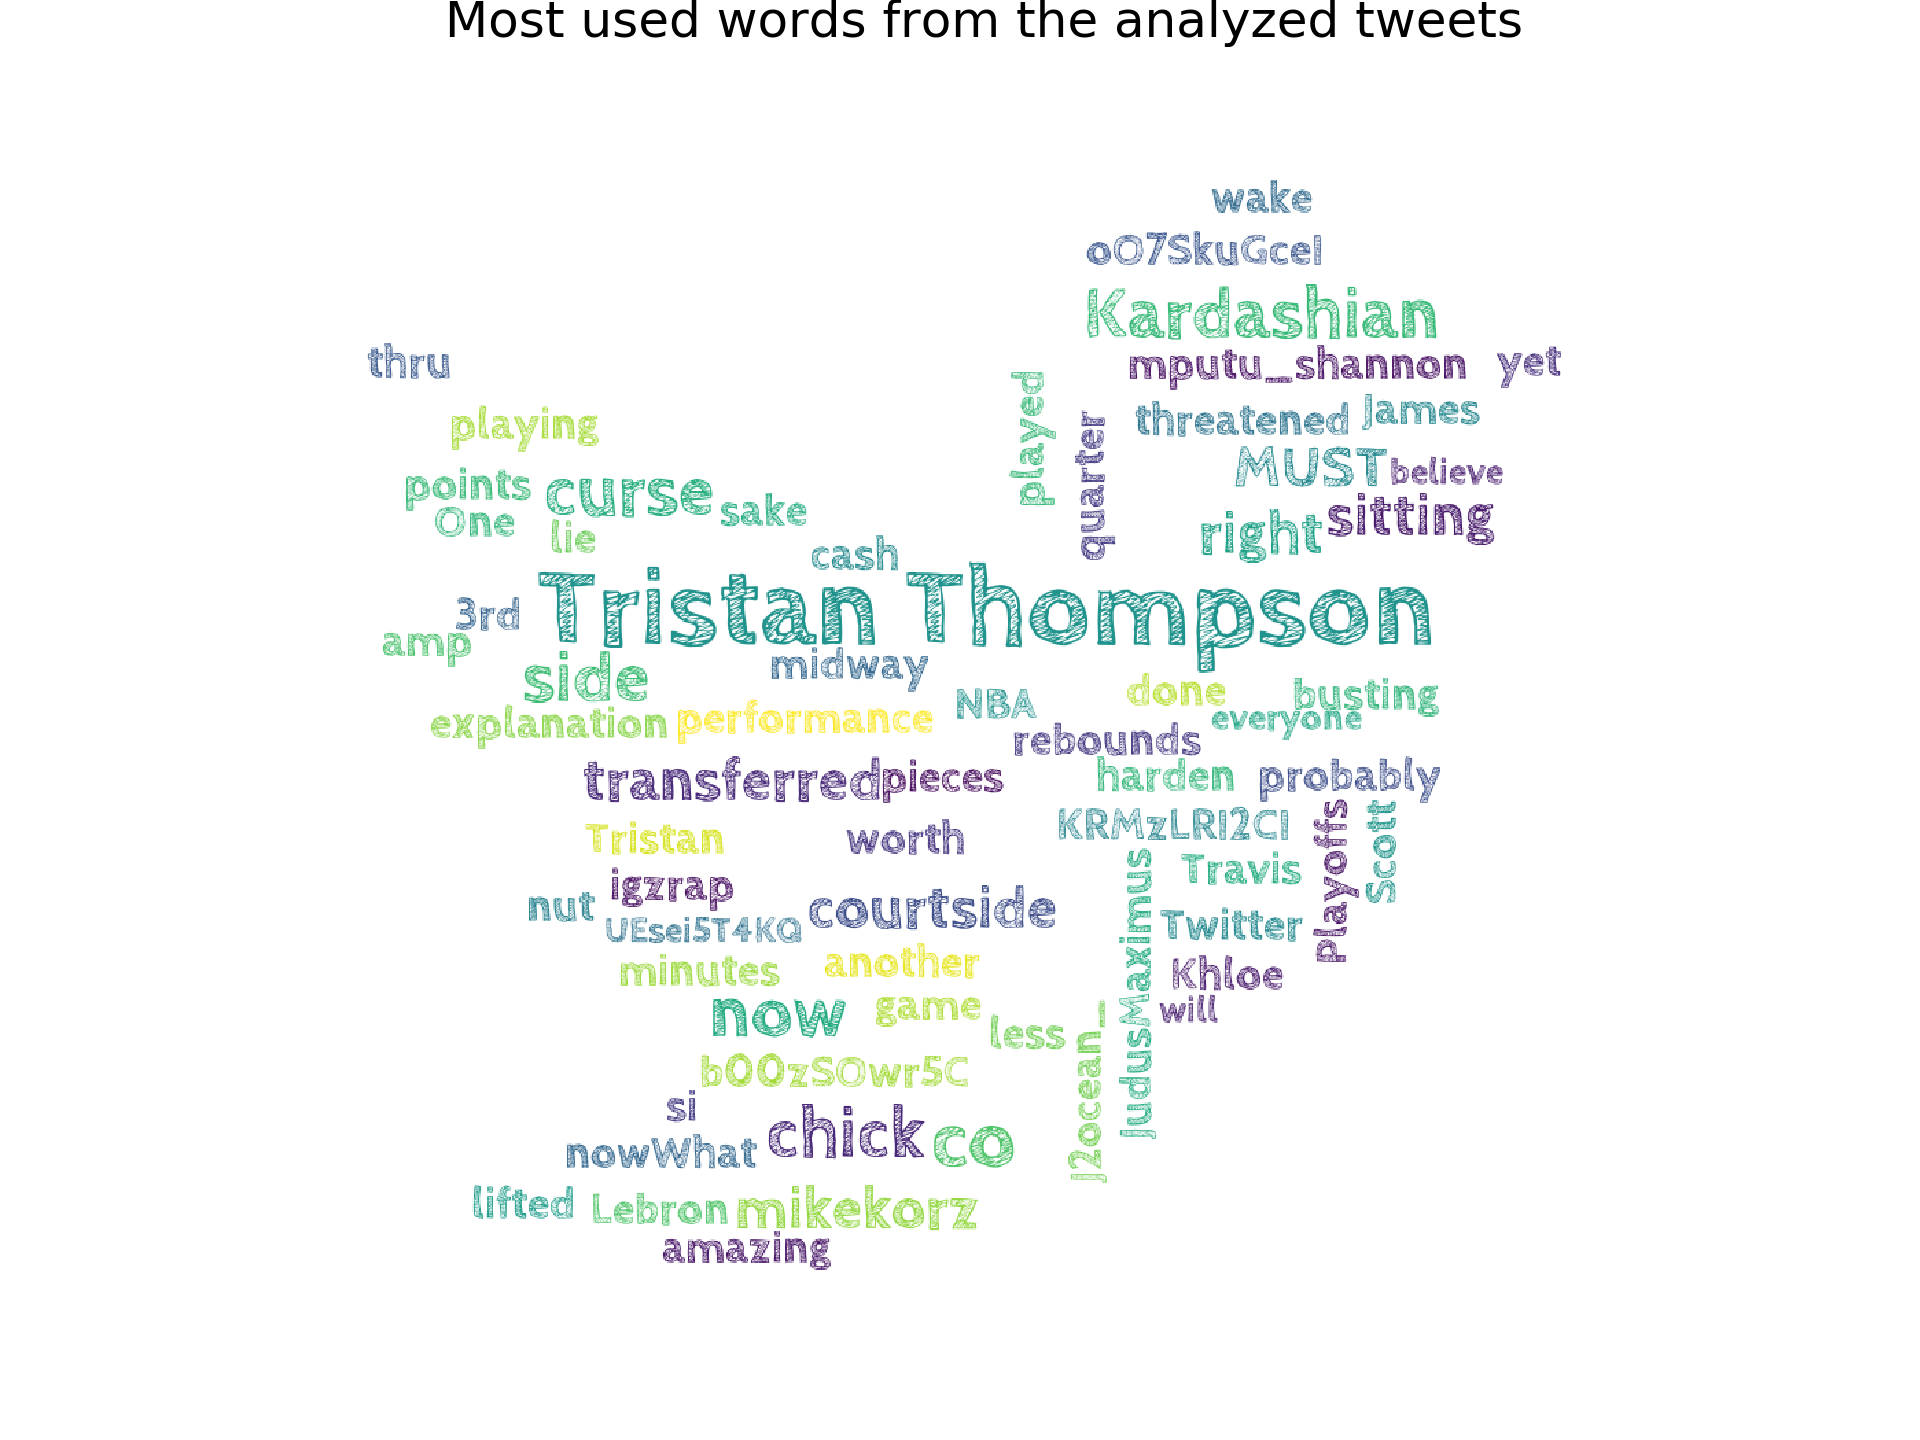 Most used words from the analyzed tweets
wake
oO7SkuGceI
Kardashian
thru
mputu_shannon
yet
played
playing
quarter
threatened
James
MUST
believe
points
curse
sake
sitting
One
lie
right
cash
3rd
Tristan Thompson
amp
side
midway
NBA
done
busting
explanation
performance
everyone
rebounds
transferred
pieces
harden
probably
Tristan
worth
KRMzLRI2CI
Playoffs
Scott
igzrap
Travis
nut
UEsei5T4KQ
courtside
JudusMaximus
Twitter
minutes
another
Khloe
now
game
will
less
J2ocean_
b00zSOwr5C
si
nowWhat
chick
co
lifted
Lebron
mikekorz
amazing